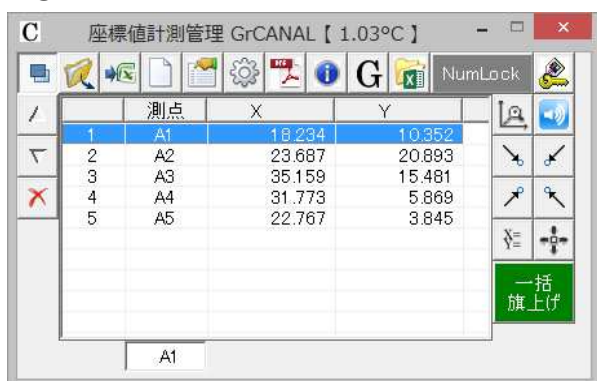 C 座標値計測管理 GrCANAL【 1.03ºC 】
G NumLock
測点 X Y
1 A1 18.234 10.352
2 A2 23.687 20.893
3 A3 35.159 15.481
4 A4 31.773 5.869
5 A5 22.767 3.845
X=
Y=
一括
旗上げ
A1